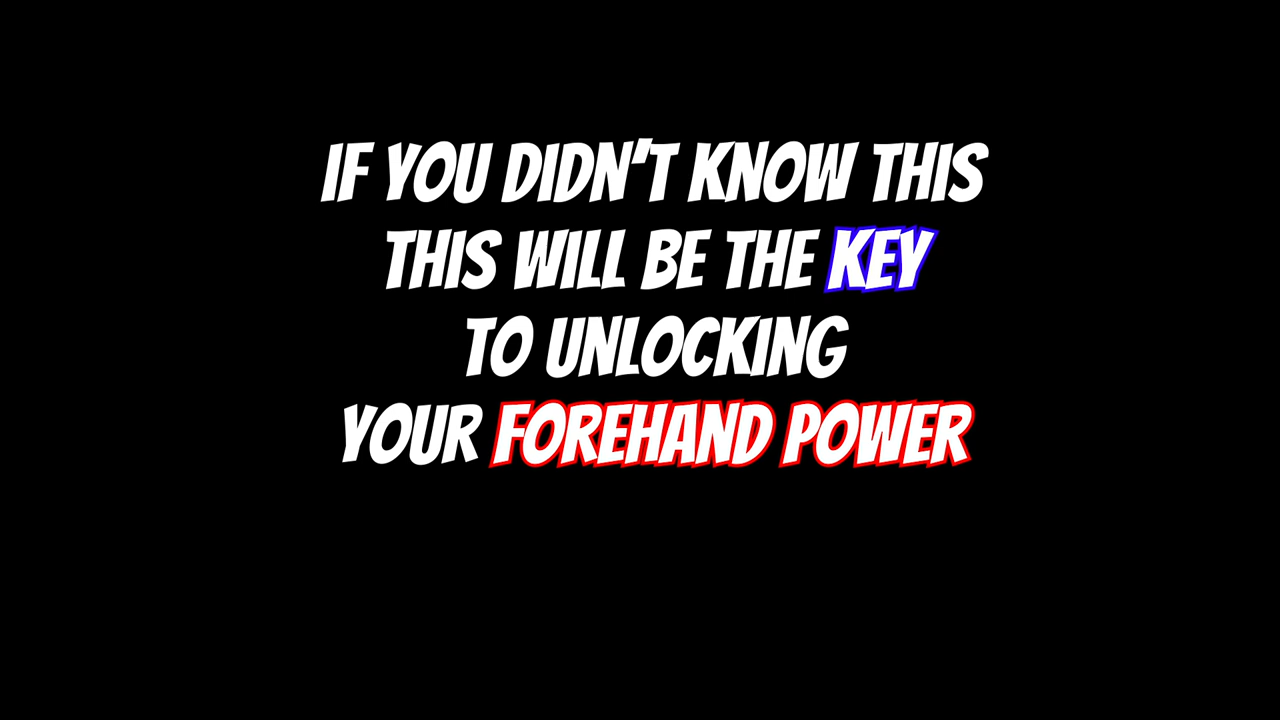 IF YOU DIDN'T KNOW THIS
THIS WILL BE THE KEY
TO UNLOCKING
YOUR FOREHAND POWER